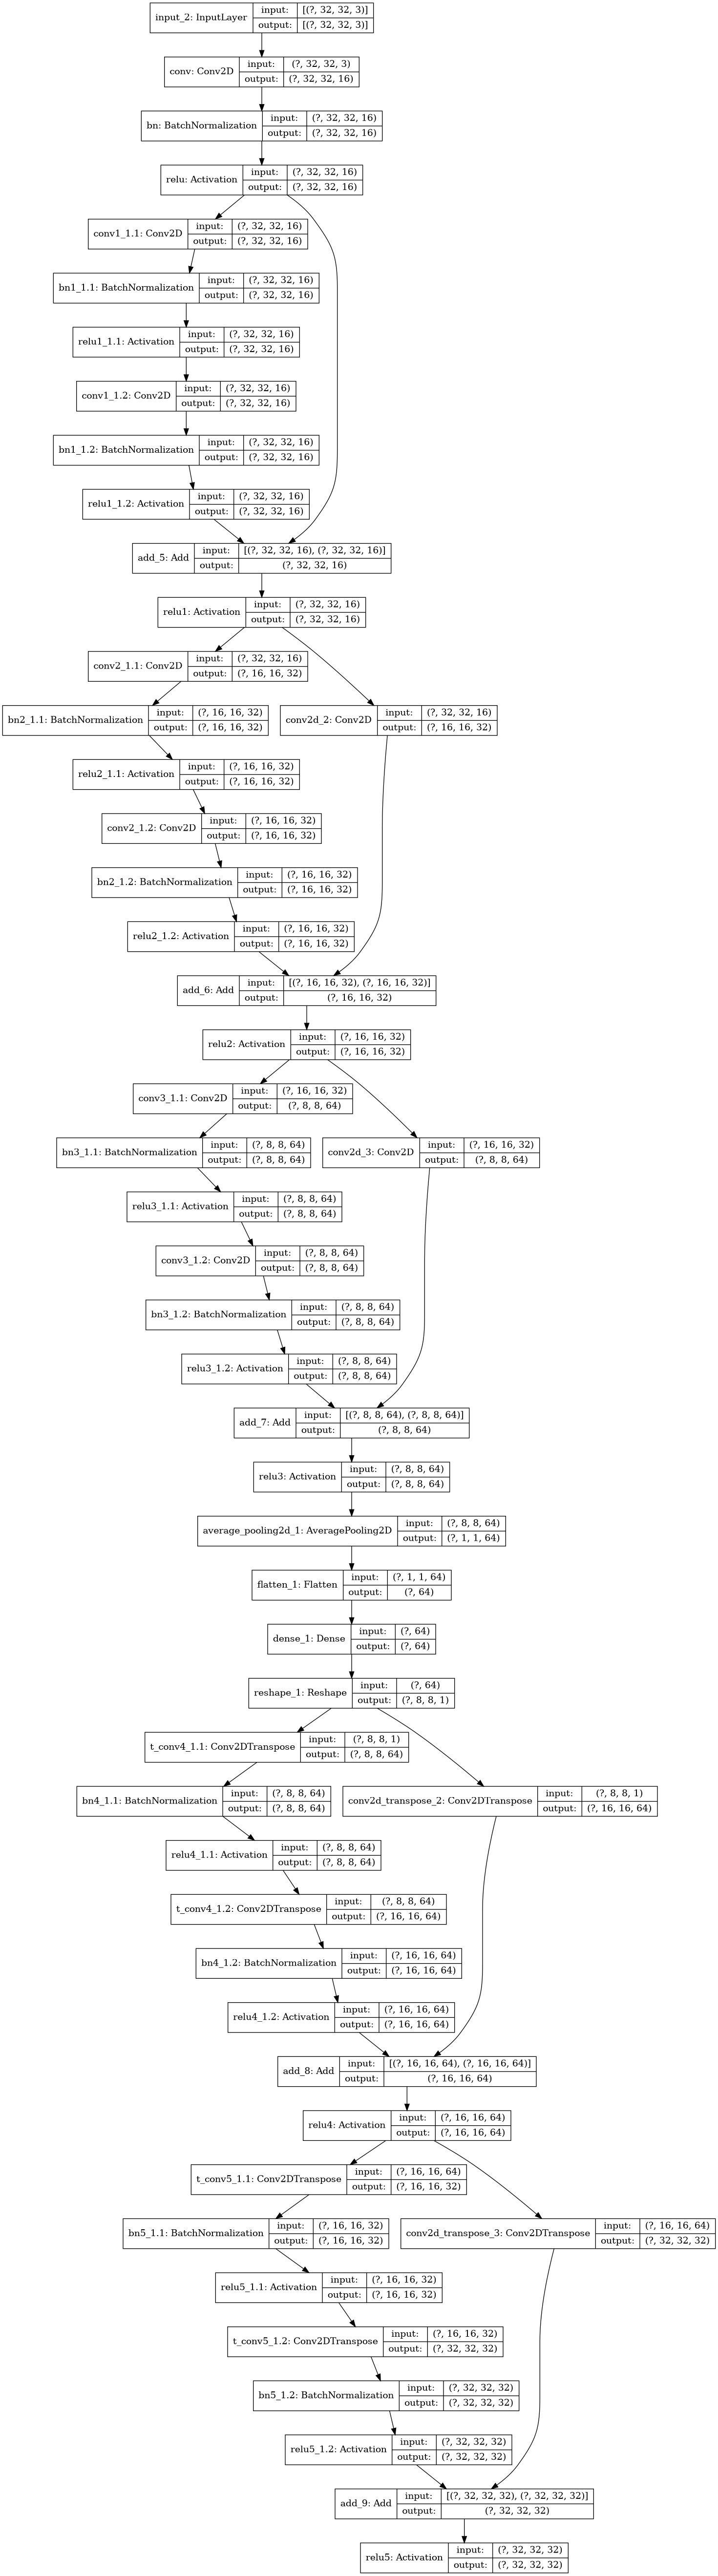 input_2: InputLayer input: [(?, 32, 32, 3)]
output: [(?, 32, 32, 3)]
conv: Conv2D input: (?, 32, 32, 3)
output: (?, 32, 32, 16)
bn: BatchNormalization input: (?, 32, 32, 16)
output: (?, 32, 32, 16)
relu: Activation input: (?, 32, 32, 16)
output: (?, 32, 32, 16)
conv1_1.1: Conv2D input: (?, 32, 32, 16)
output: (?, 32, 32, 16)
bn1_1.1: BatchNormalization input: (?, 32, 32, 16)
output: (?, 32, 32, 16)
relu1_1.1: Activation input: (?, 32, 32, 16)
output: (?, 32, 32, 16)
conv1_1.2: Conv2D input: (?, 32, 32, 16)
output: (?, 32, 32, 16)
bn1_1.2: BatchNormalization input: (?, 32, 32, 16)
output: (?, 32, 32, 16)
relu1_1.2: Activation input: (?, 32, 32, 16)
output: (?, 32, 32, 16)
add_5: Add input: [(?, 32, 32, 16), (?, 32, 32, 16)]
output: (?, 32, 32, 16)
relu1: Activation input: (?, 32, 32, 16)
output: (?, 32, 32, 16)
conv2_1.1: Conv2D input: (?, 32, 32, 16)
output: (?, 16, 16, 32)
bn2_1.1: BatchNormalization input: (?, 16, 16, 32)
output: (?, 16, 16, 32)
conv2d_2: Conv2D input: (?, 32, 32, 16)
output: (?, 16, 16, 32)
relu2_1.1: Activation input: (?, 16, 16, 32)
output: (?, 16, 16, 32)
conv2_1.2: Conv2D input: (?, 16, 16, 32)
output: (?, 16, 16, 32)
bn2_1.2: BatchNormalization input: (?, 16, 16, 32)
output: (?, 16, 16, 32)
relu2_1.2: Activation input: (?, 16, 16, 32)
output: (?, 16, 16, 32)
add_6: Add input: [(?, 16, 16, 32), (?, 16, 16, 32)]
output: (?, 16, 16, 32)
relu2: Activation input: (?, 16, 16, 32)
output: (?, 16, 16, 32)
conv3_1.1: Conv2D input: (?, 16, 16, 32)
output: (?, 8, 8, 64)
bn3_1.1: BatchNormalization input: (?, 8, 8, 64)
output: (?, 8, 8, 64)
conv2d_3: Conv2D input: (?, 16, 16, 32)
output: (?, 8, 8, 64)
relu3_1.1: Activation input: (?, 8, 8, 64)
output: (?, 8, 8, 64)
conv3_1.2: Conv2D input: (?, 8, 8, 64)
output: (?, 8, 8, 64)
bn3_1.2: BatchNormalization input: (?, 8, 8, 64)
output: (?, 8, 8, 64)
relu3_1.2: Activation input: (?, 8, 8, 64)
output: (?, 8, 8, 64)
add_7: Add input: [(?, 8, 8, 64), (?, 8, 8, 64)]
output: (?, 8, 8, 64)
relu3: Activation input: (?, 8, 8, 64)
output: (?, 8, 8, 64)
average_pooling2d_1: AveragePooling2D input: (?, 8, 8, 64)
output: (?, 1, 1, 64)
flatten_1: Flatten input: (?, 1, 1, 64)
output: (?, 64)
dense_1: Dense input: (?, 64)
output: (?, 64)
reshape_1: Reshape input: (?, 64)
output: (?, 8, 8, 1)
t_conv4_1.1: Conv2DTranspose input: (?, 8, 8, 1)
output: (?, 8, 8, 64)
bn4_1.1: BatchNormalization input: (?, 8, 8, 64)
output: (?, 8, 8, 64)
conv2d_transpose_2: Conv2DTranspose input: (?, 8, 8, 1)
output: (?, 16, 16, 64)
relu4_1.1: Activation input: (?, 8, 8, 64)
output: (?, 8, 8, 64)
t_conv4_1.2: Conv2DTranspose input: (?, 8, 8, 64)
output: (?, 16, 16, 64)
bn4_1.2: BatchNormalization input: (?, 16, 16, 64)
output: (?, 16, 16, 64)
relu4_1.2: Activation input: (?, 16, 16, 64)
output: (?, 16, 16, 64)
add_8: Add input: [(?, 16, 16, 64), (?, 16, 16, 64)]
output: (?, 16, 16, 64)
relu4: Activation input: (?, 16, 16, 64)
output: (?, 16, 16, 64)
t_conv5_1.1: Conv2DTranspose input: (?, 16, 16, 64)
output: (?, 16, 16, 32)
bn5_1.1: BatchNormalization input: (?, 16, 16, 32)
output: (?, 16, 16, 32)
conv2d_transpose_3: Conv2DTranspose input: (?, 16, 16, 64)
output: (?, 32, 32, 32)
relu5_1.1: Activation input: (?, 16, 16, 32)
output: (?, 16, 16, 32)
t_conv5_1.2: Conv2DTranspose input: (?, 16, 16, 32)
output: (?, 32, 32, 32)
bn5_1.2: BatchNormalization input: (?, 32, 32, 32)
output: (?, 32, 32, 32)
relu5_1.2: Activation input: (?, 32, 32, 32)
output: (?, 32, 32, 32)
add_9: Add input: [(?, 32, 32, 32), (?, 32, 32, 32)]
output: (?, 32, 32, 32)
relu5: Activation input: (?, 32, 32, 32)
output: (?, 32, 32, 32)